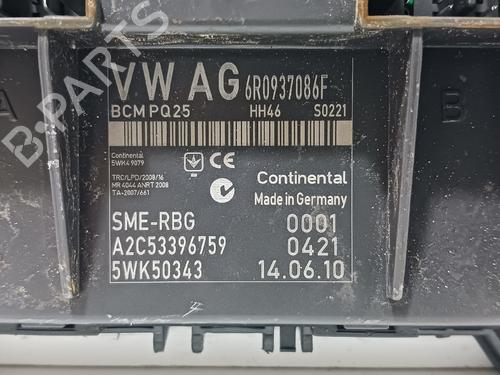 VW AG 6R0937086F
BCM PQ25 HH46 S0221
A
B
Continental
5WK4 9079
CE
TRC/LPD/2008/16
MR 4044 ANRT 2008
TA-2007/661
Continental
Made in Germany
SME-RBG 0001
A2C53396759 0421
5WK50343 14.06.10
B-PARTS